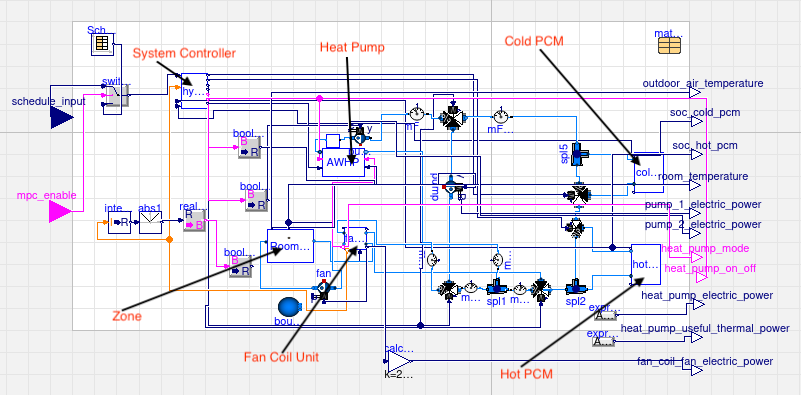 Sch...
System Controller
Heat Pump
Cold PCM
mat...
swit...
hy...
outdoor_air_temperature
schedule_input
soc_cold_pcm
y
mF...
bool...
spl5
soc_hot_pcm
AWHP
col...
room_temperature
mpc_enable
bool...
pump
inte...
abs1
real...
pump_1_electric_power
R
B
pump_2_electric_power
Room...
fa...
heat_pump_mode
bool...
m...
hot...
heat_pump_on_off
fan
m...
spl1
m...
spl2
heat_pump_electric_power
Zone
bou...
expr...
A...
heat_pump_useful_thermal_power
expr...
A...
Fan Coil Unit
calc...
k=2...
Hot PCM
fan_coil_fan_electric_power